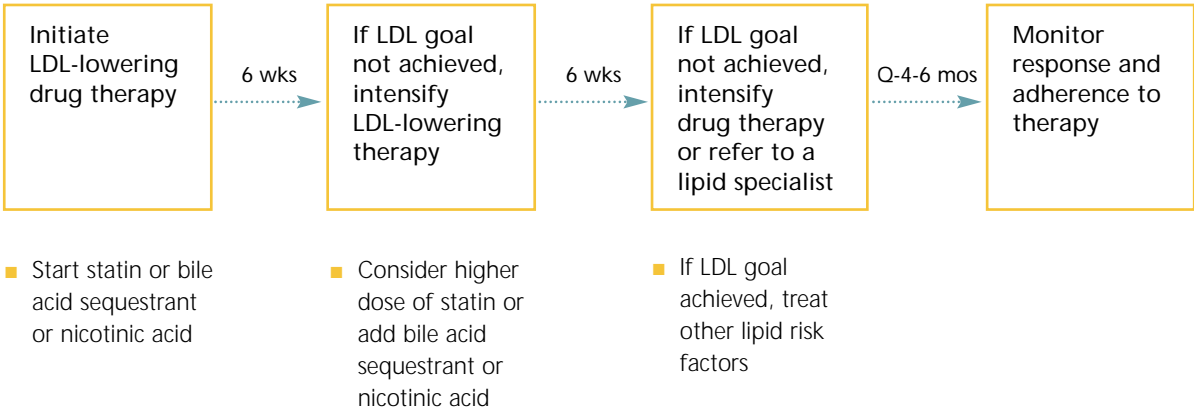 Initiate
LDL-lowering
drug therapy
6 wks
If LDL goal
not achieved,
intensify
LDL-lowering
therapy
6 wks
If LDL goal
not achieved,
intensify
drug therapy
or refer to a
lipid specialist
Q-4-6 mos
Monitor
response and
adherence to
therapy
Start statin or bile
acid sequestrant
or nicotinic acid
Consider higher
dose of statin or
add bile acid
sequestrant or
nicotinic acid
If LDL goal
achieved, treat
other lipid risk
factors